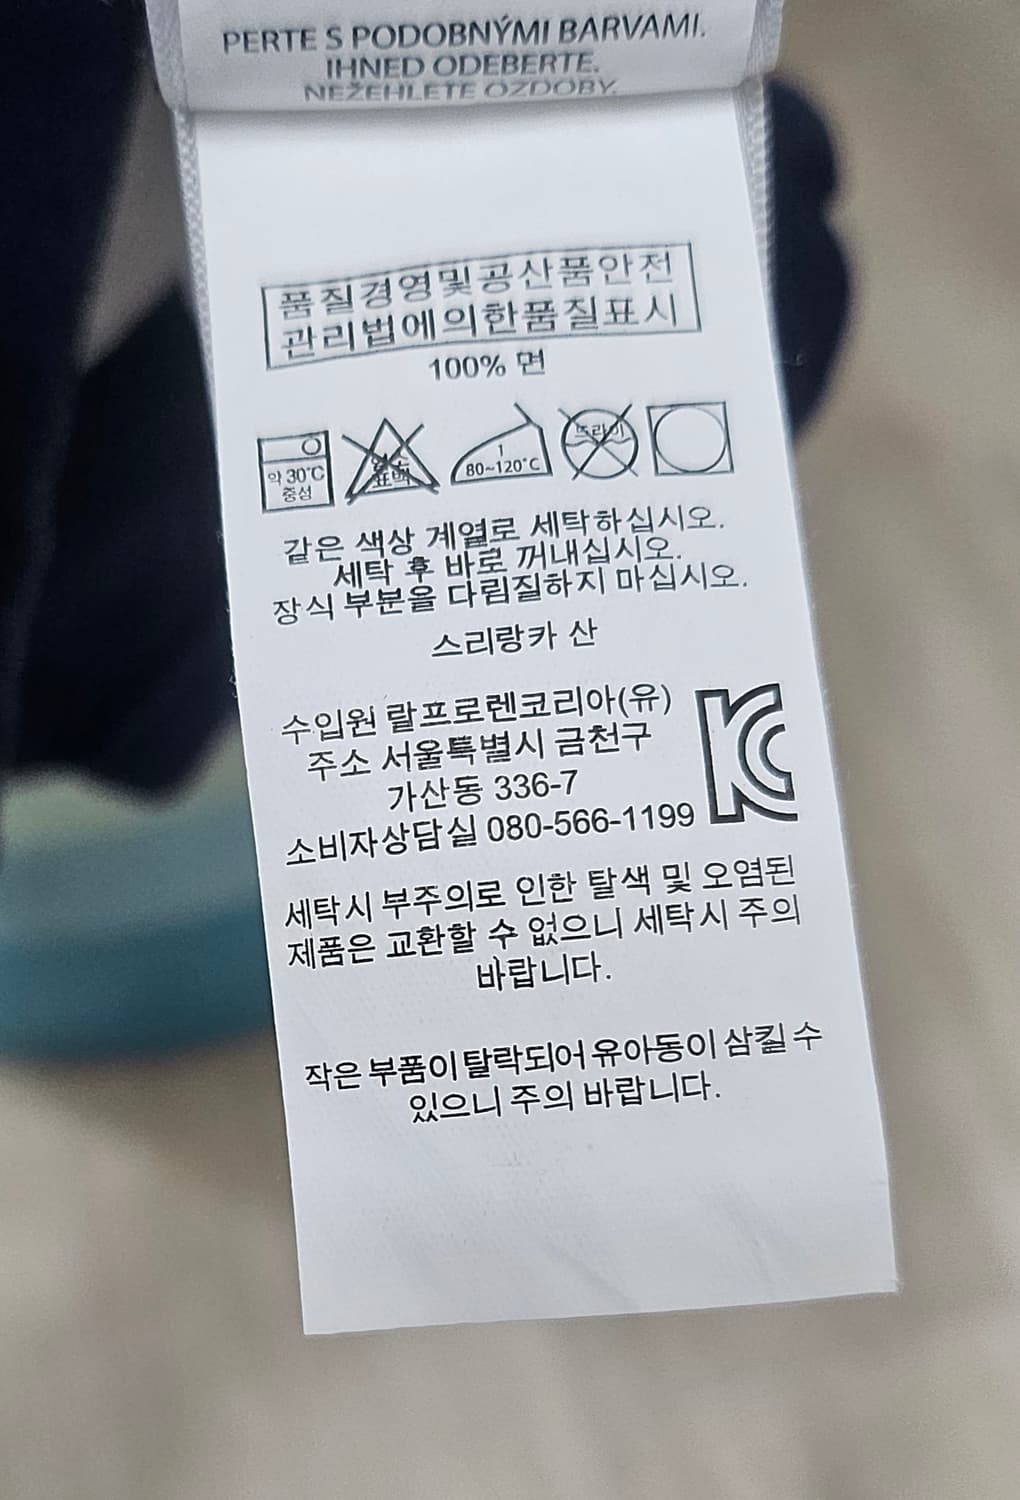 PERTE S PODOBNÝMI BARVAMI.
IHNED ODEBERTE.
NEŽEHLETE OZDOBY.
품질경영및공산품안전
관리법에의한품질표시
100% 면
약 30℃
중성
염소
표백
1
80~120℃
드라이
같은 색상 계열로 세탁하십시오.
세탁 후 바로 꺼내십시오.
장식 부분을 다림질하지 마십시오.
스리랑카 산
수입원 랄프로렌코리아(유)
주소 서울특별시 금천구
가산동 336-7
소비자상담실 080-566-1199
KC
세탁시 부주의로 인한 탈색 및 오염된
제품은 교환할 수 없으니 세탁시 주의
바랍니다.
작은 부품이 탈락되어 유아동이 삼킬 수
있으니 주의 바랍니다.